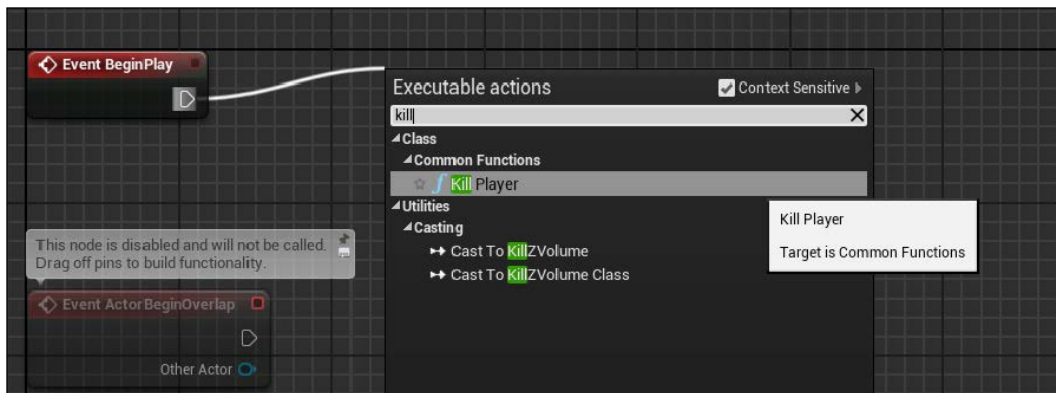 Event BeginPlay
Executable actions
Context Sensitive
kill
Class
Common Functions
Kill Player
Utilities
Casting
Cast To KillZVolume
Cast To KillZVolume Class
Kill Player
Target is Common Functions
This node is disabled and will not be called.
Drag off pins to build functionality.
Event ActorBeginOverlap
Other Actor